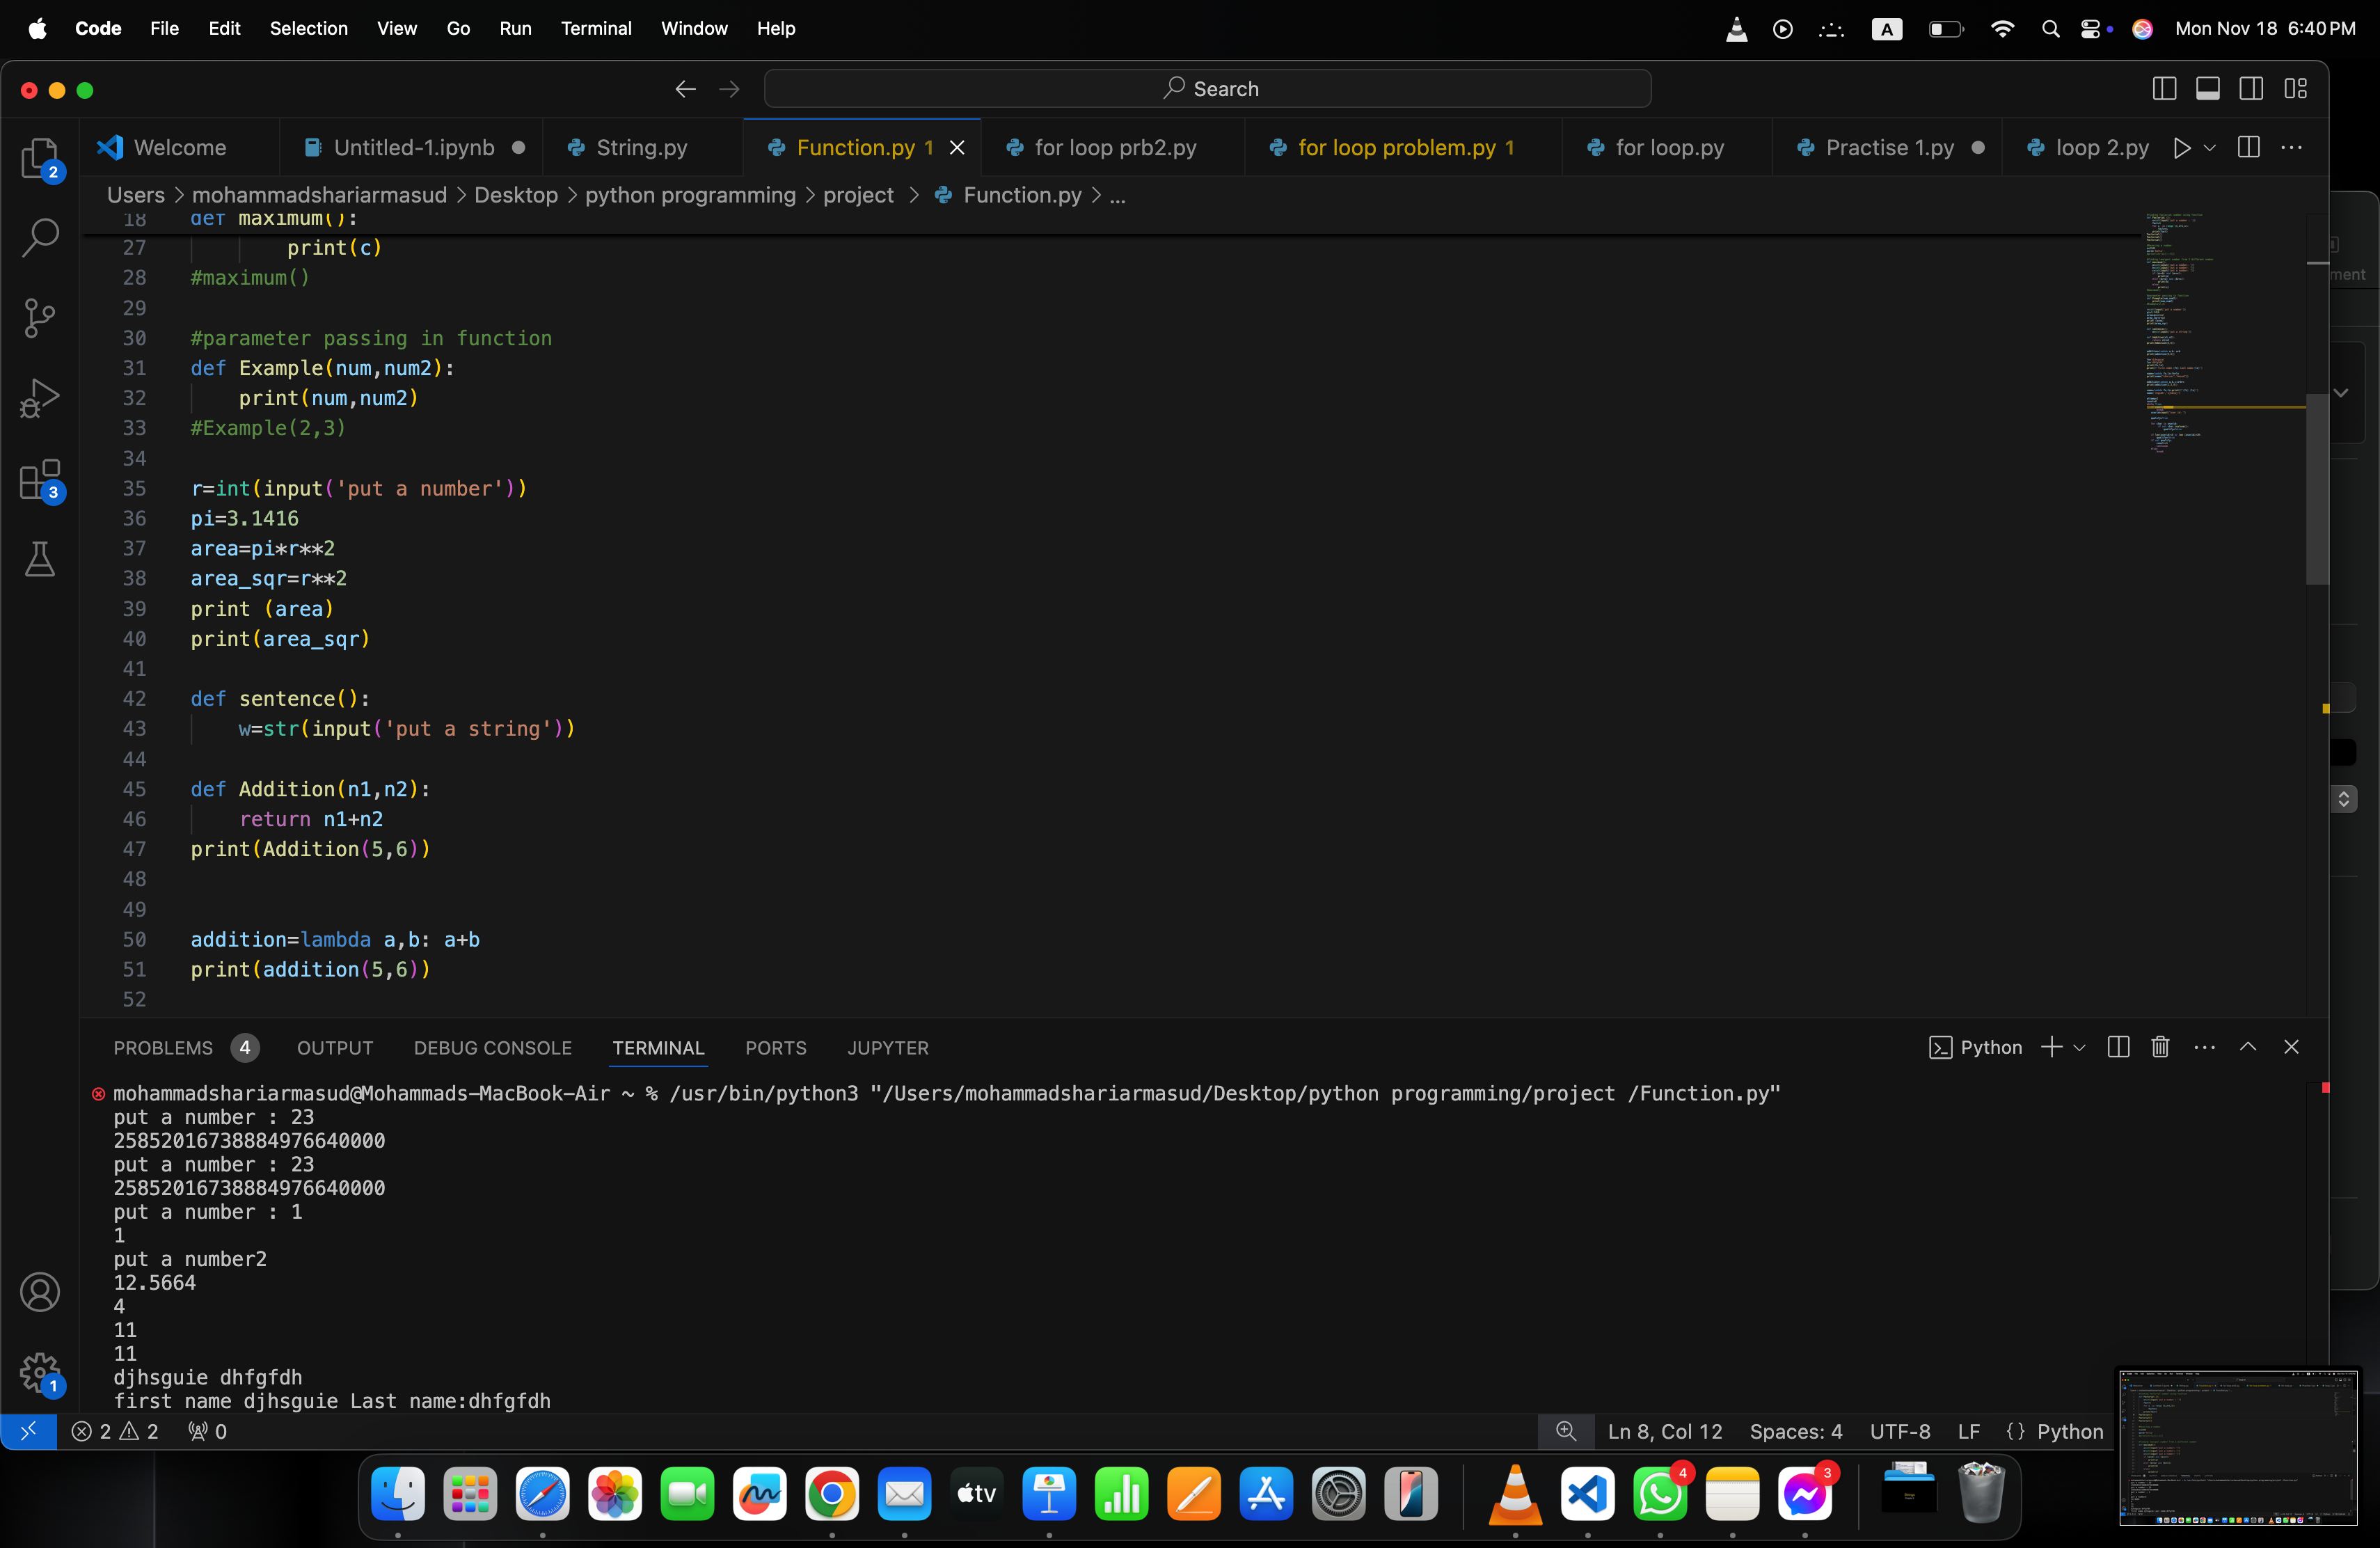 Code File Edit Selection View Go Run Terminal Window Help A Mon Nov 18 6:40 PM
Search
Welcome Untitled-1.ipynb String.py Function.py 1 for loop prb2.py for loop problem.py 1 for loop.py Practise 1.py loop 2.py
2
Users > mohammadshariarmasud > Desktop > python programming > project > Function.py > ...
18 def maximum():
27 print(c)
28 #maximum()
29
30 #parameter passing in function
31 def Example(num,num2):
32 print(num,num2)
33 #Example(2,3)
34
35 r=int(input('put a number'))
36 pi=3.1416
37 area=pi*r**2
38 area_sqr=r**2
39 print (area)
40 print(area_sqr)
41
42 def sentence():
43 w=str(input('put a string'))
44
45 def Addition(n1,n2):
46 return n1+n2
47 print(Addition(5,6))
48
49
50 addition=lambda a,b: a+b
51 print(addition(5,6))
52
3
ment
PROBLEMS 4 OUTPUT DEBUG CONSOLE TERMINAL PORTS JUPYTER Python
mohammadshariarmasud@Mohammads-MacBook-Air ~ % /usr/bin/python3 "/Users/mohammadshariarmasud/Desktop/python programming/project /Function.py"
put a number : 23
25852016738884976640000
put a number : 23
25852016738884976640000
put a number : 1
1
put a number2
12.5664
4
11
11
djhsguie dhfgfdh
first name djhsguie Last name:dhfgfdh
1
2 2 0 Ln 8, Col 12 Spaces: 4 UTF-8 LF {} Python
tv 4 3